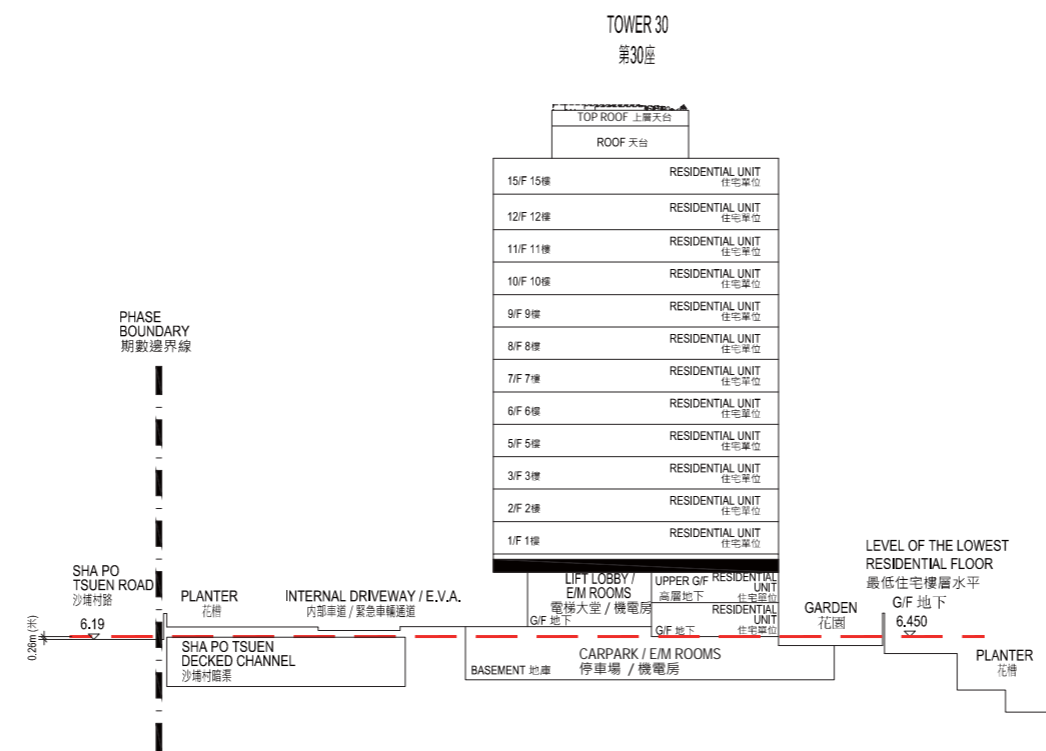 TOWER 30
第30座
TOP ROOF 上層天台
ROOF 天台
15/F 15樓
RESIDENTIAL UNIT
住宅單位
12/F 12樓
RESIDENTIAL UNIT
住宅單位
11/F 11樓
RESIDENTIAL UNIT
住宅單位
10/F 10樓
RESIDENTIAL UNIT
住宅單位
9/F 9樓
RESIDENTIAL UNIT
住宅單位
8/F 8樓
RESIDENTIAL UNIT
住宅單位
7/F 7樓
RESIDENTIAL UNIT
住宅單位
6/F 6樓
RESIDENTIAL UNIT
住宅單位
5/F 5樓
RESIDENTIAL UNIT
住宅單位
3/F 3樓
RESIDENTIAL UNIT
住宅單位
2/F 2樓
RESIDENTIAL UNIT
住宅單位
1/F 1樓
RESIDENTIAL UNIT
住宅單位
PHASE
BOUNDARY
期數邊界線
SHA PO
TSUEN ROAD
沙埔村路
6.19
0.26m (米)
PLANTER
花槽
INTERNAL DRIVEWAY / E.V.A.
內部車道 / 緊急車輛通道
SHA PO TSUEN
DECKED CHANNEL
沙埔村暗渠
LIFT LOBBY /
E/M ROOMS
電梯大堂 / 機電房
G/F 地下
UPPER G/F
高層地下
RESIDENTIAL
UNIT
住宅單位
G/F 地下
RESIDENTIAL
UNIT
住宅單位
BASEMENT 地庫
CARPARK / E/M ROOMS
停車場 / 機電房
GARDEN
花園
LEVEL OF THE LOWEST
RESIDENTIAL FLOOR
最低住宅樓層水平
G/F 地下
6.450
PLANTER
花槽